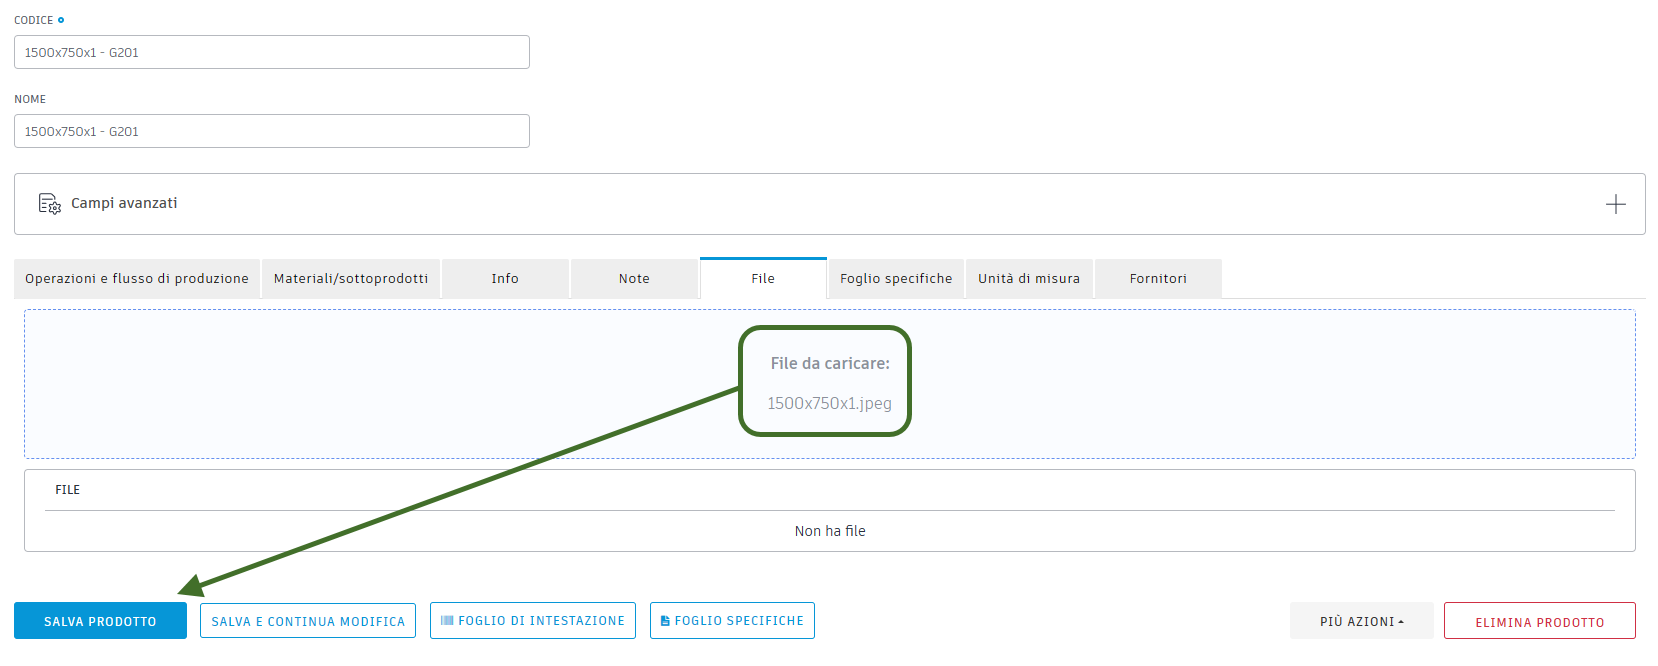 CODICE
1500x750x1 - G201
NOME
1500x750x1 - G201
Campi avanzati
Operazioni e flusso di produzione Materiali/sottoprodotti Info Note File Foglio specifiche Unità di misura Fornitori
File da caricare:
1500x750x1.jpeg
FILE
Non ha file
SALVA PRODOTTO SALVA E CONTINUA MODIFICA FOGLIO DI INTESTAZIONE FOGLIO SPECIFICHE PIÙ AZIONI ELIMINA PRODOTTO